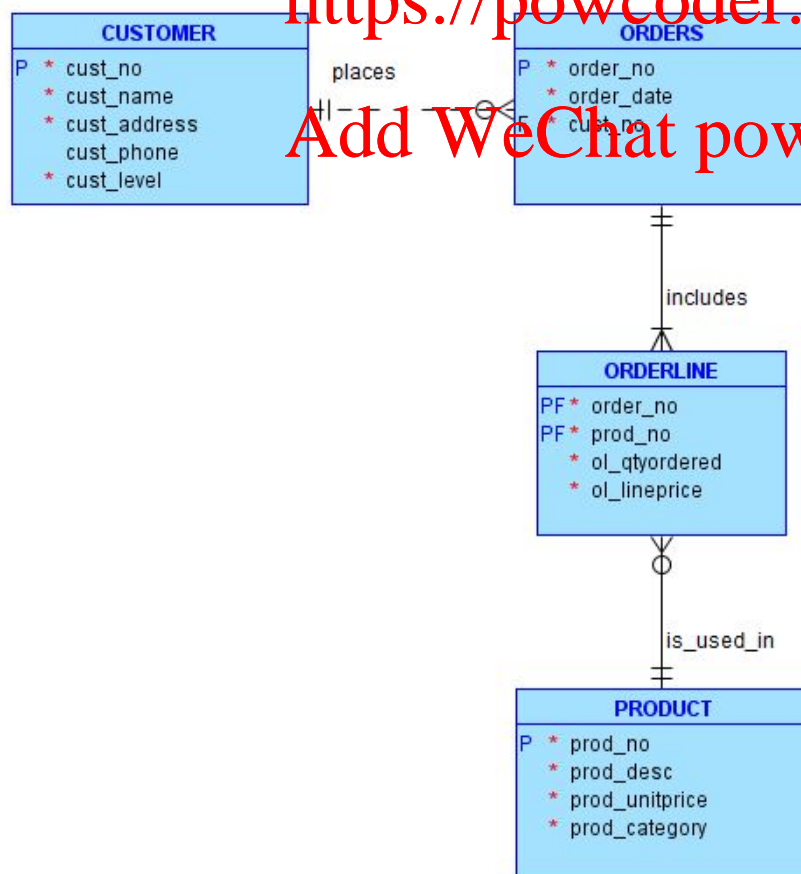 https://powcoder.
CUSTOMER
P * cust_no
* cust_name
* cust_address
cust_phone
* cust_level
places
ORDERS
P * order_no
* order_date
F * cust_no
Add WeChat pow
includes
ORDERLINE
PF * order_no
PF * prod_no
* ol_qtyordered
* ol_lineprice
is_used_in
PRODUCT
P * prod_no
* prod_desc
* prod_unitprice
* prod_category